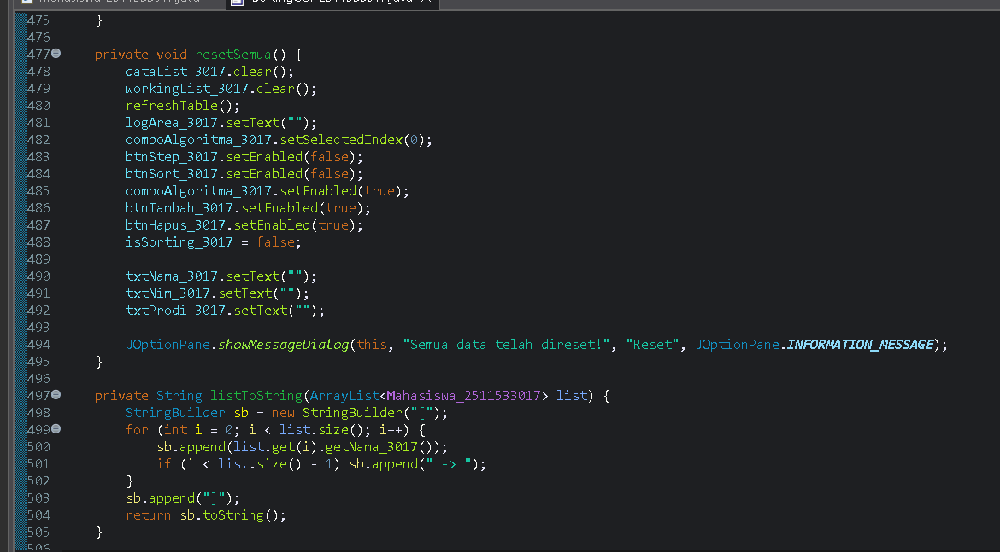 475 }
476
477 private void resetSemua() {
478 dataList_3017.clear();
479 workingList_3017.clear();
480 refreshTable();
481 logArea_3017.setText("");
482 comboAlgoritma_3017.setSelectedIndex(0);
483 btnStep_3017.setEnabled(false);
484 btnSort_3017.setEnabled(false);
485 comboAlgoritma_3017.setEnabled(true);
486 btnTambah_3017.setEnabled(true);
487 btnHapus_3017.setEnabled(true);
488 isSorting_3017 = false;
489
490 txtNama_3017.setText("");
491 txtNim_3017.setText("");
492 txtProdi_3017.setText("");
493
494 JOptionPane.showMessageDialog(this, "Semua data telah direset!", "Reset", JOptionPane.INFORMATION_MESSAGE);
495 }
496
497 private String listToString(ArrayList<Mahasiswa_2511533017> list) {
498 StringBuilder sb = new StringBuilder("[");
499 for (int i = 0; i < list.size(); i++) {
500 sb.append(list.get(i).getNama_3017());
501 if (i < list.size() - 1) sb.append(" -> ");
502 }
503 sb.append("]");
504 return sb.toString();
505 }
506